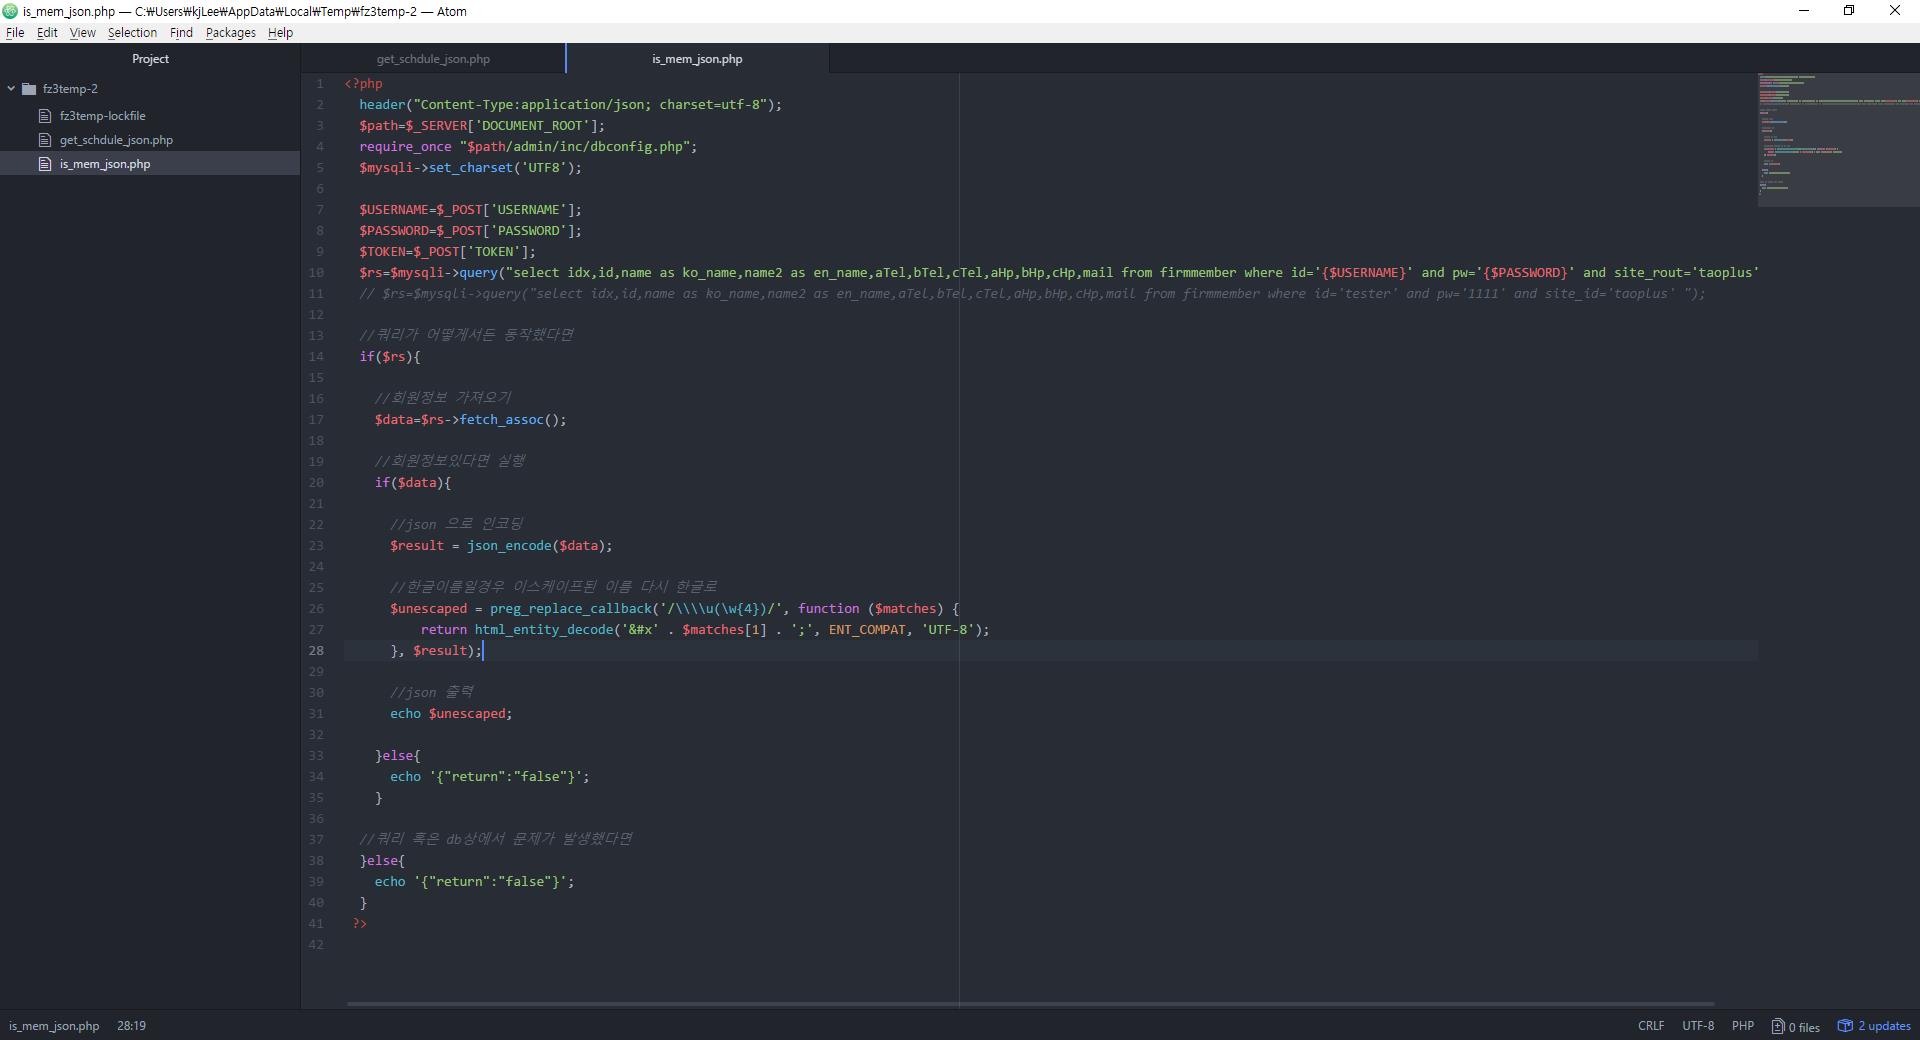 is_mem_json.php — C:₩Users₩kjLee₩AppData₩Local₩Temp₩fz3temp-2 — Atom
File Edit View Selection Find Packages Help
Project
fz3temp-2
fz3temp-lockfile
get_schdule_json.php
is_mem_json.php
get_schdule_json.php is_mem_json.php
1 <?php
2 header("Content-Type:application/json; charset=utf-8");
3 $path=$_SERVER['DOCUMENT_ROOT'];
4 require_once "$path/admin/inc/dbconfig.php";
5 $mysqli->set_charset('UTF8');
6
7 $USERNAME=$_POST['USERNAME'];
8 $PASSWORD=$_POST['PASSWORD'];
9 $TOKEN=$_POST['TOKEN'];
10 $rs=$mysqli->query("select idx,id,name as ko_name,name2 as en_name,aTel,bTel,cTel,aHp,bHp,cHp,mail from firmmember where id='{$USERNAME}' and pw='{$PASSWORD}' and site_rout='taoplus'
11 // $rs=$mysqli->query("select idx,id,name as ko_name,name2 as en_name,aTel,bTel,cTel,aHp,bHp,cHp,mail from firmmember where id='tester' and pw='1111' and site_id='taoplus' ");
12
13 //쿼리가 어떻게서든 동작했다면
14 if($rs){
15
16 //회원정보 가져오기
17 $data=$rs->fetch_assoc();
18
19 //회원정보있다면 실행
20 if($data){
21
22 //json 으로 인코딩
23 $result = json_encode($data);
24
25 //한글이름일경우 이스케이프된 이름 다시 한글로
26 $unescaped = preg_replace_callback('/\\\\u(\w{4})/', function ($matches) {
27 return html_entity_decode('&#x' . $matches[1] . ';', ENT_COMPAT, 'UTF-8');
28 }, $result);
29
30 //json 출력
31 echo $unescaped;
32
33 }else{
34 echo '{"return":"false"}';
35 }
36
37 //쿼리 혹은 db상에서 문제가 발생했다면
38 }else{
39 echo '{"return":"false"}';
40 }
41 ?>
42
is_mem_json.php 28:19 CRLF UTF-8 PHP 0 files 2 updates